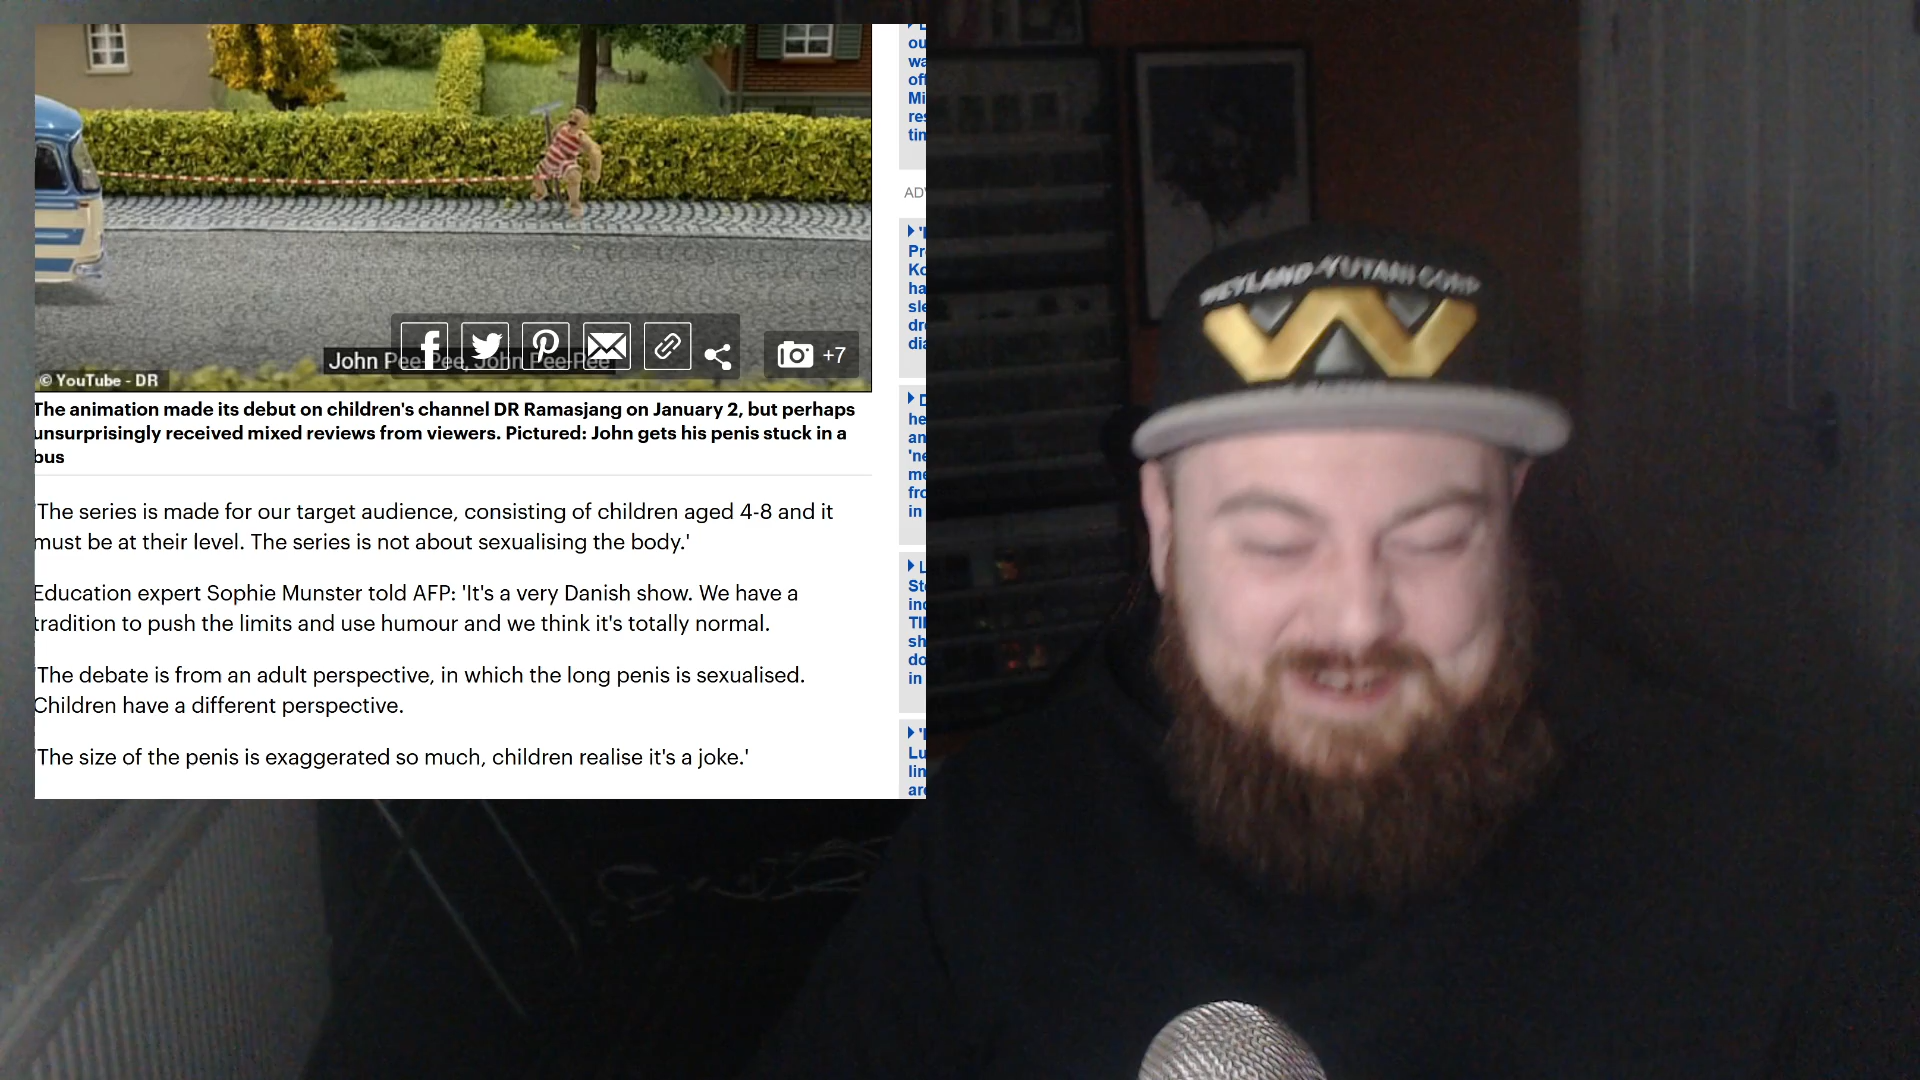 John Pee-Pee, John Pee-Pee
+7
© YouTube - DR
The animation made its debut on children's channel DR Ramasjang on January 2, but perhaps
unsurprisingly received mixed reviews from viewers. Pictured: John gets his penis stuck in a
bus
'The series is made for our target audience, consisting of children aged 4-8 and it
must be at their level. The series is not about sexualising the body.'
Education expert Sophie Munster told AFP: 'It's a very Danish show. We have a
tradition to push the limits and use humour and we think it's totally normal.
'The debate is from an adult perspective, in which the long penis is sexualised.
Children have a different perspective.
'The size of the penis is exaggerated so much, children realise it's a joke.'
WEYLAND-YUTANI CORP